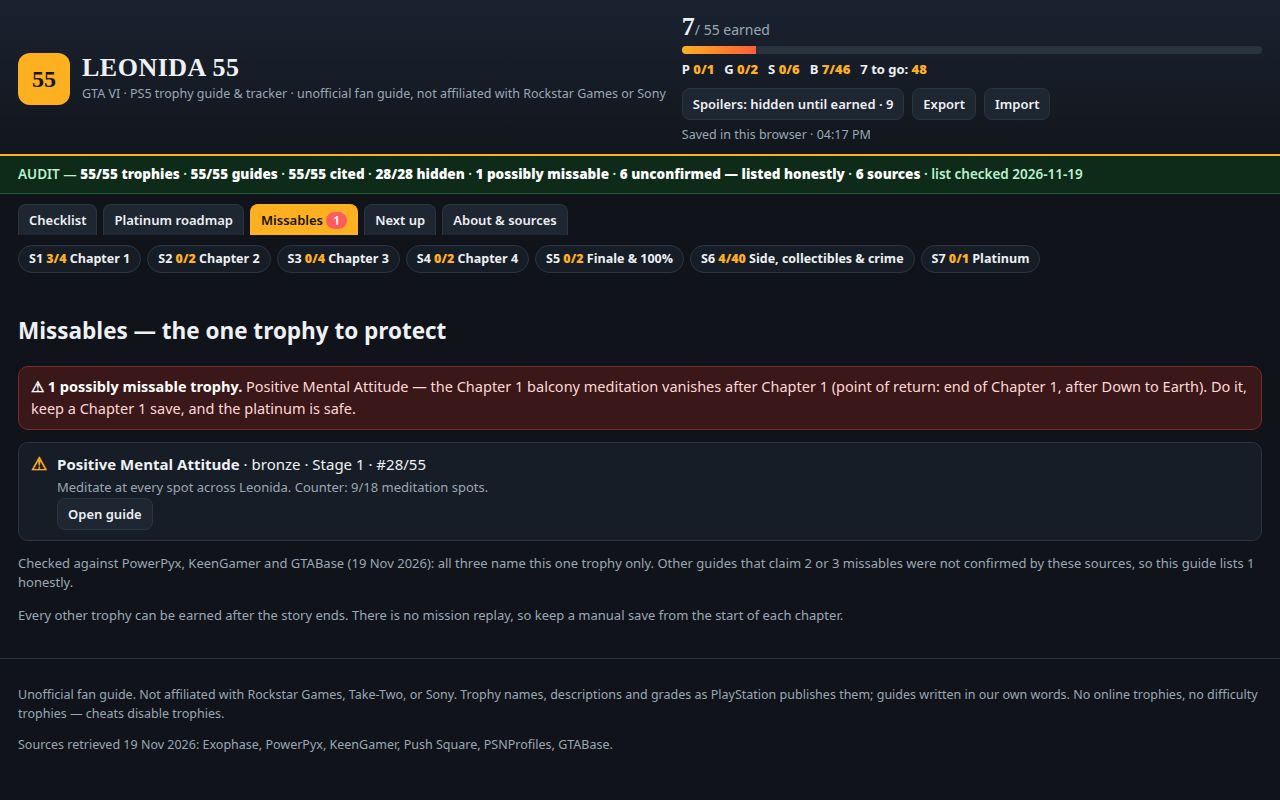 55
LEONIDA 55
GTA VI · PS5 trophy guide & tracker · unofficial fan guide, not affiliated with Rockstar Games or Sony
7 / 55 earned
P 0/1 G 0/2 S 0/6 B 7/46 7 to go: 48
Spoilers: hidden until earned · 9
Export
Import
Saved in this browser · 04:17 PM
AUDIT — 55/55 trophies · 55/55 guides · 55/55 cited · 28/28 hidden · 1 possibly missable · 6 unconfirmed — listed honestly · 6 sources · list checked 2026-11-19
Checklist
Platinum roadmap
Missables 1
Next up
About & sources
S1 3/4 Chapter 1
S2 0/2 Chapter 2
S3 0/4 Chapter 3
S4 0/2 Chapter 4
S5 0/2 Finale & 100%
S6 4/40 Side, collectibles & crime
S7 0/1 Platinum
Missables — the one trophy to protect
⚠ 1 possibly missable trophy. Positive Mental Attitude — the Chapter 1 balcony meditation vanishes after Chapter 1 (point of return: end of Chapter 1, after Down to Earth). Do it,
keep a Chapter 1 save, and the platinum is safe.
⚠ Positive Mental Attitude · bronze · Stage 1 · #28/55
Meditate at every spot across Leonida. Counter: 9/18 meditation spots.
Open guide
Checked against PowerPyx, KeenGamer and GTABase (19 Nov 2026): all three name this one trophy only. Other guides that claim 2 or 3 missables were not confirmed by these sources, so this guide lists 1
honestly.
Every other trophy can be earned after the story ends. There is no mission replay, so keep a manual save from the start of each chapter.
Unofficial fan guide. Not affiliated with Rockstar Games, Take-Two, or Sony. Trophy names, descriptions and grades as PlayStation publishes them; guides written in our own words. No online trophies, no difficulty
trophies — cheats disable trophies.
Sources retrieved 19 Nov 2026: Exophase, PowerPyx, KeenGamer, Push Square, PSNProfiles, GTABase.